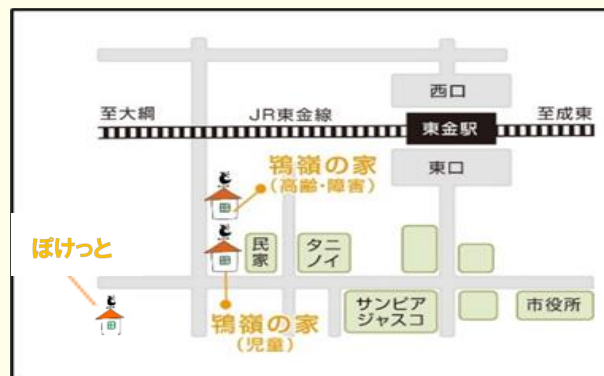 西口
至大網
JR東金線
東金駅
至成東
東口
鴇嶺の家
(高齢・障害)
ぽけっと
民家
タニノイ
サンピア
ジャスコ
市役所
鴇嶺の家
(児童)